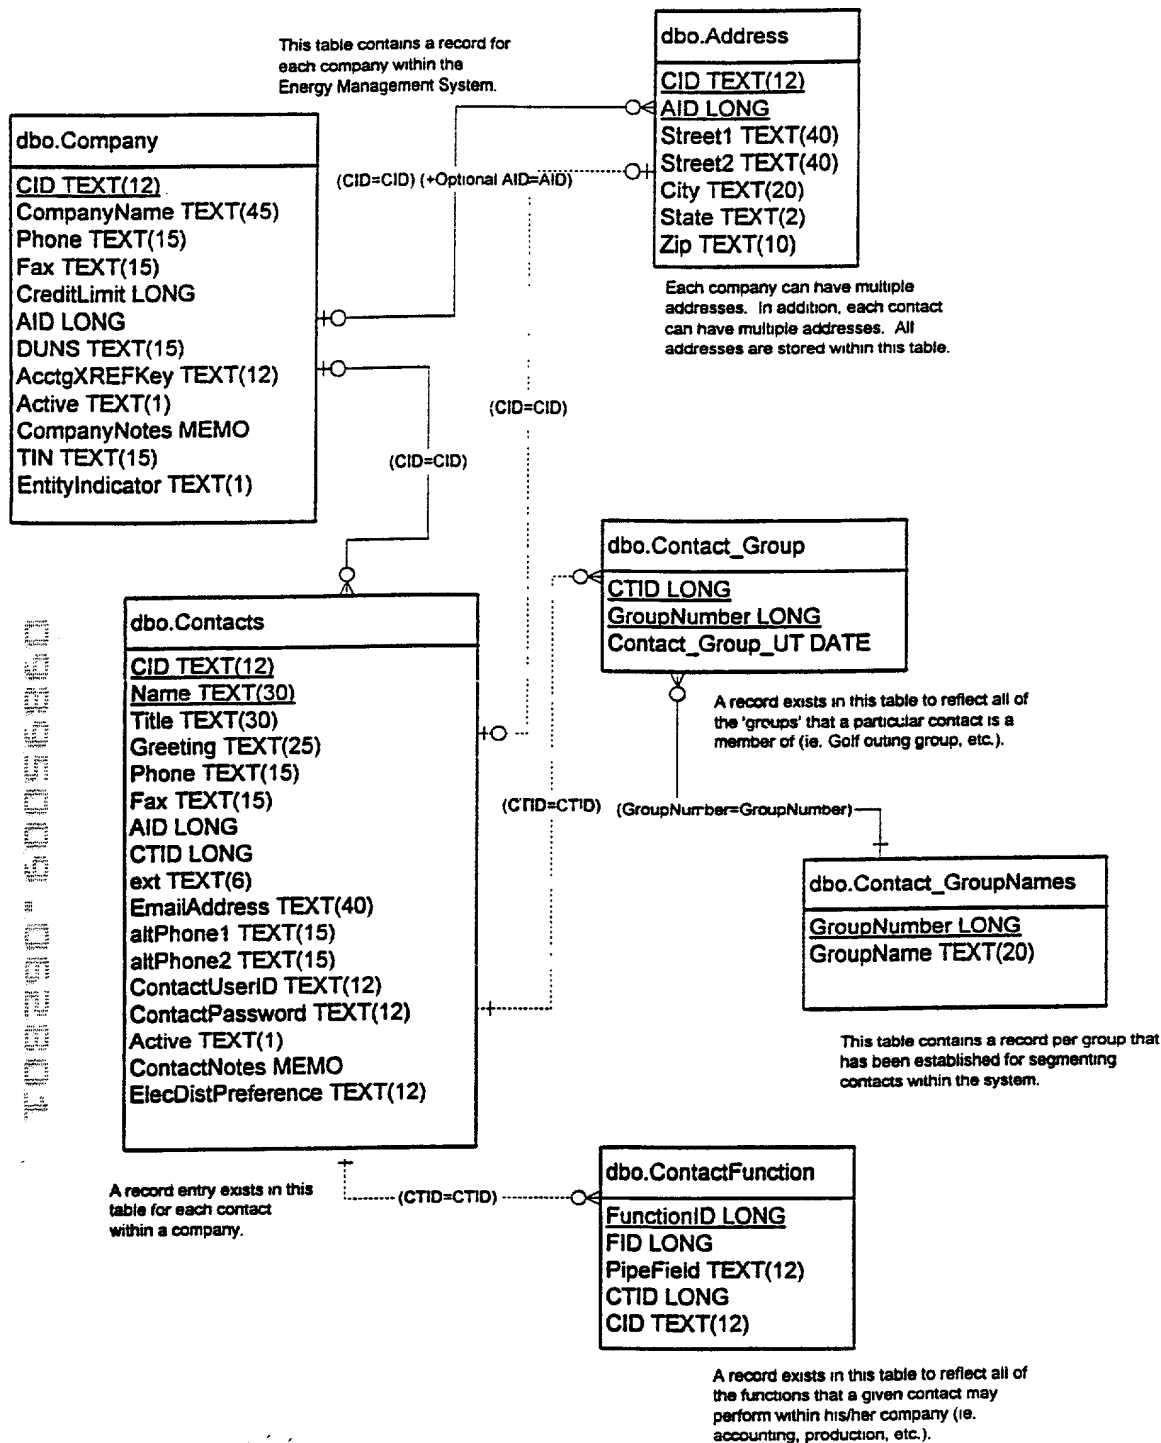 This table contains a record for
each company within the
Energy Management System.
dbo.Address
CID TEXT(12)
AID LONG
Street1 TEXT(40)
Street2 TEXT(40)
City TEXT(20)
State TEXT(2)
Zip TEXT(10)
Each company can have multiple
addresses. In addition, each contact
can have multiple addresses. All
addresses are stored within this table.
dbo.Company
CID TEXT(12)
CompanyName TEXT(45)
Phone TEXT(15)
Fax TEXT(15)
CreditLimit LONG
AID LONG
DUNS TEXT(15)
AcctgXREFKey TEXT(12)
Active TEXT(1)
CompanyNotes MEMO
TIN TEXT(15)
EntityIndicator TEXT(1)
(CID=CID) (+Optional AID=AID)
(CID=CID)
(CID=CID)
dbo.Contact_Group
CTID LONG
GroupNumber LONG
Contact_Group_UT DATE
A record exists in this table to reflect all of
the 'groups' that a particular contact is a
member of (ie. Golf outing group, etc.).
dbo.Contacts
CID TEXT(12)
Name TEXT(30)
Title TEXT(30)
Greeting TEXT(25)
Phone TEXT(15)
Fax TEXT(15)
AID LONG
CTID LONG
ext TEXT(6)
EmailAddress TEXT(40)
altPhone1 TEXT(15)
altPhone2 TEXT(15)
ContactUserID TEXT(12)
ContactPassword TEXT(12)
Active TEXT(1)
ContactNotes MEMO
ElecDistPreference TEXT(12)
(CTID=CTID)
(GroupNumber=GroupNumber)
dbo.Contact_GroupNames
GroupNumber LONG
GroupName TEXT(20)
This table contains a record per group that
has been established for segmenting
contacts within the system.
A record entry exists in this
table for each contact
within a company.
(CTID=CTID)
dbo.ContactFunction
FunctionID LONG
FID LONG
PipeField TEXT(12)
CTID LONG
CID TEXT(12)
A record exists in this table to reflect all of
the functions that a given contact may
perform within his/her company (ie.
accounting, production, etc.).
09895009.062801